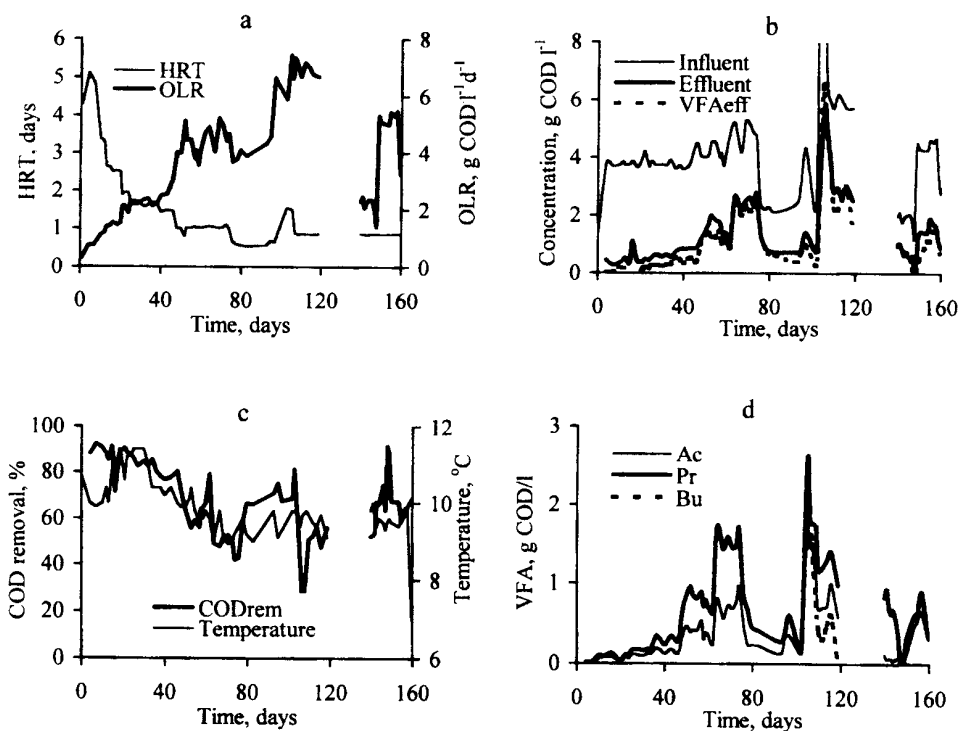 a
6
5
4
3
2
1
0
HRT. days
HRT
OLR
8
6
4
2
0
OLR, g COD l⁻¹d⁻¹
0 40 80 120 160
Time, days
b
8
6
4
2
0
Concentration, g COD l⁻¹
Influent
Effluent
VFAeff
0 40 80 120 160
Time, days
c
100
80
60
40
20
0
COD removal, %
CODrem
Temperature
12
10
8
6
Temperature, °C
0 40 80 120 160
Time, days
d
3
2
1
0
VFA, g COD/l
Ac
Pr
Bu
0 40 80 120 160
Time, days